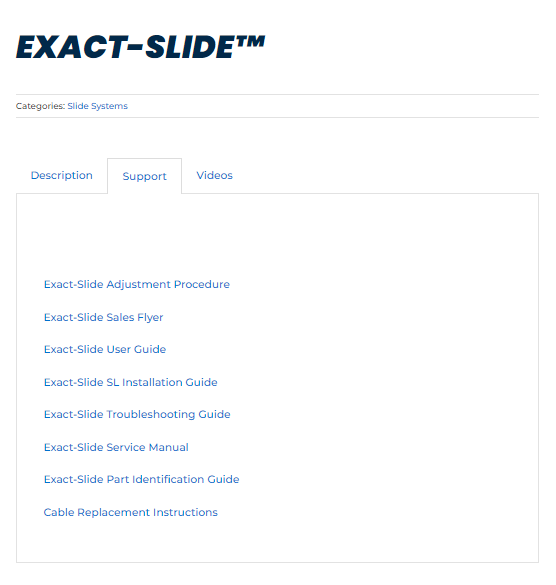 EXACT-SLIDE™
Categories: Slide Systems
Description Support Videos
Exact-Slide Adjustment Procedure
Exact-Slide Sales Flyer
Exact-Slide User Guide
Exact-Slide SL Installation Guide
Exact-Slide Troubleshooting Guide
Exact-Slide Service Manual
Exact-Slide Part Identification Guide
Cable Replacement Instructions